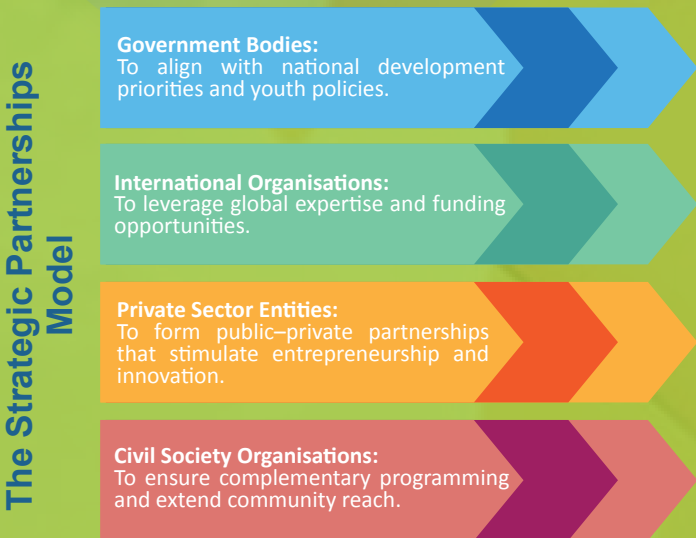 The Strategic Partnerships
Model
Government Bodies:
To align with national development
priorities and youth policies.
International Organisations:
To leverage global expertise and funding
opportunities.
Private Sector Entities:
To form public–private partnerships
that stimulate entrepreneurship and
innovation.
Civil Society Organisations:
To ensure complementary programming
and extend community reach.